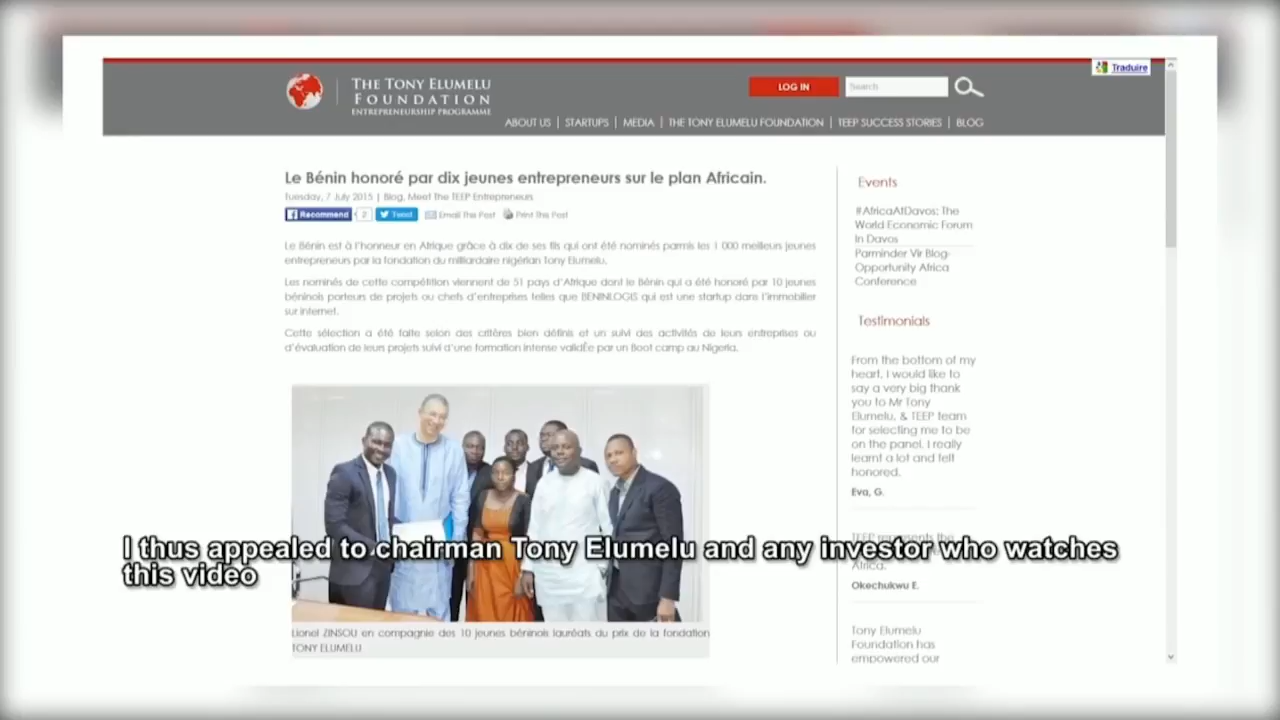 Traduire
THE TONY ELUMELU
FOUNDATION
ENTREPRENEURSHIP PROGRAMME
LOG IN
Search
ABOUT US | STARTUPS | MEDIA | THE TONY ELUMELU FOUNDATION | TEEP SUCCESS STORIES | BLOG
Le Bénin honoré par dix jeunes entrepreneurs sur le plan Africain.
Tuesday, 7 July 2015 | Blog, Meet The TEEP Entrepreneurs
Recommend 2 Tweet Email This Post Print This Post
Le Bénin est à l'honneur en Afrique grâce à dix de ses fils qui ont été nominés parmis les 1 000 meilleurs jeunes
entrepreneurs par la fondation du milliardaire nigérian Tony Elumelu.
Les nominés de cette compétition viennent de 51 pays d'Afrique dont le Bénin qui a été honoré par 10 jeunes
béninois porteurs de projets ou chefs d'entreprises telles que BENINLOGIS qui est une startup dans l'immobilier
sur internet.
Cette sélection a été faite selon des critères bien définis et un suivi des activités de leurs entreprises ou
d'évaluation de leurs projets suivi d'une formation intense validÉe par un Boot camp au Nigeria.
Lionel ZINSOU en compagnie des 10 jeunes béninois lauréats du prix de la fondation
TONY ELUMELU
Events
#AfricaAtDavos: The
World Economic Forum
in Davos
Parminder Vir Blog-
Opportunity Africa
Conference
Testimonials
From the bottom of my
heart, I would like to
say a very big thank
you to Mr Tony
Elumelu, & TEEP team
for selecting me to be
on the panel. I really
learnt a lot and felt
honored.
Eva, G.
TEEP represents the
Africa.
Okechukwu E.
Tony Elumelu
Foundation has
empowered our
I thus appealed to chairman Tony Elumelu and any investor who watches
this video